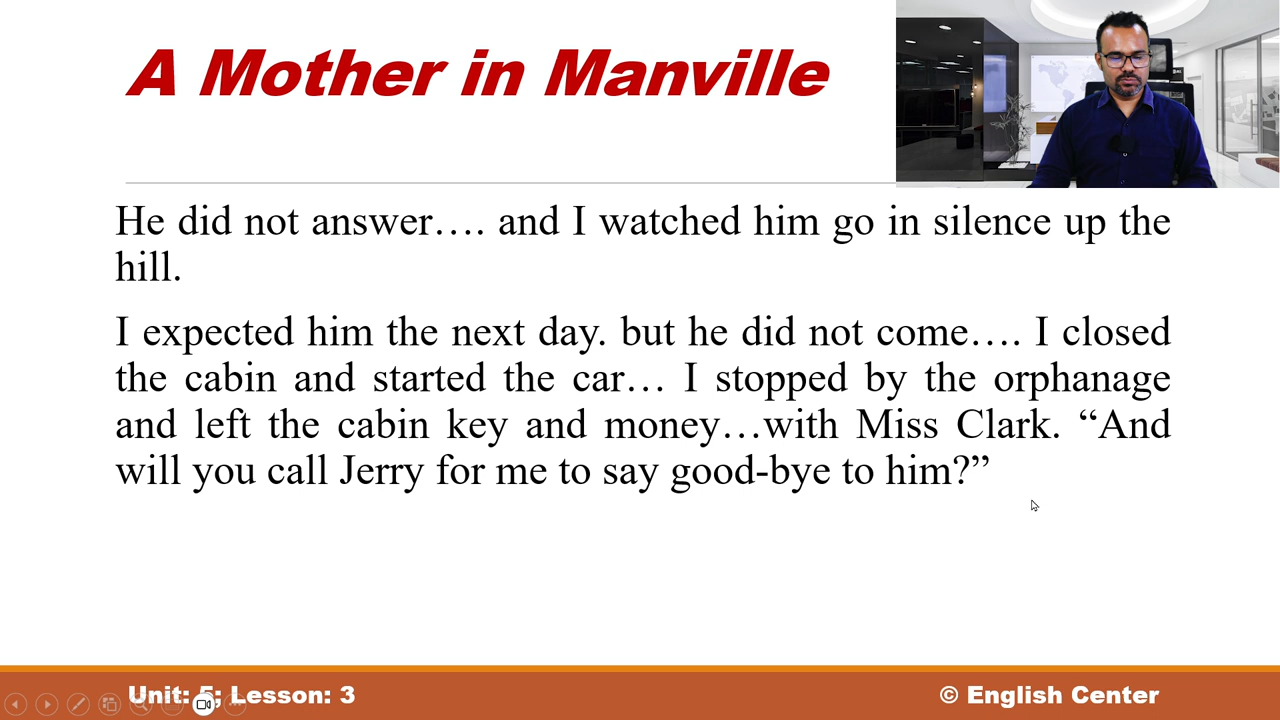 A Mother in Manville
He did not answer…. and I watched him go in silence up the
hill.
I expected him the next day. but he did not come…. I closed
the cabin and started the car… I stopped by the orphanage
and left the cabin key and money…with Miss Clark. “And
will you call Jerry for me to say good-bye to him?”
Unit: 5; Lesson: 3
© English Center